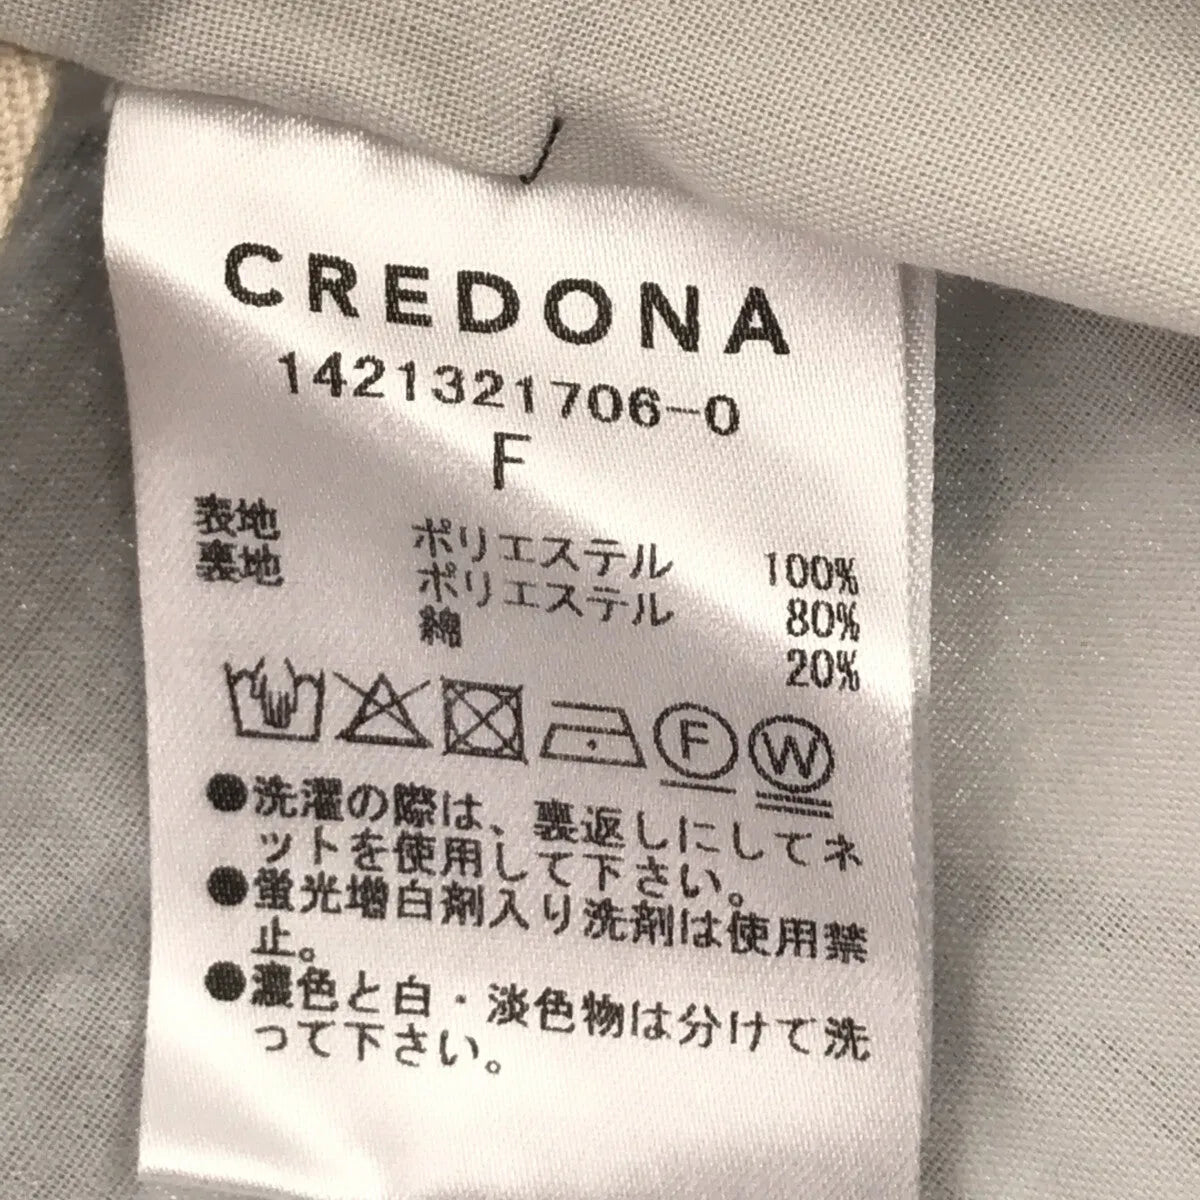 CREDONA
1421321706-0
F
表地 ポリエステル 100%
裏地 ポリエステル 80%
綿 20%
F W
●洗濯の際は、裏返しにしてネ
ットを使用して下さい。
●蛍光増白剤入り洗剤は使用禁
止。
●濃色と白・淡色物は分けて洗
って下さい。